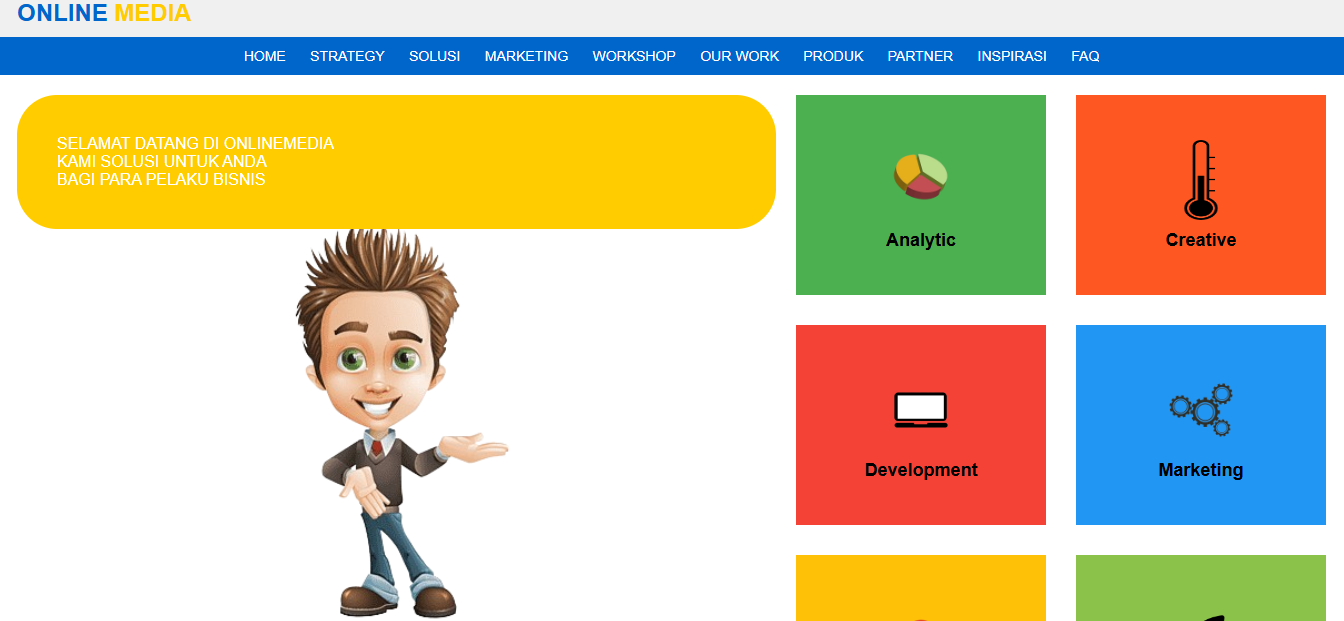 ONLINE MEDIA
HOME STRATEGY SOLUSI MARKETING WORKSHOP OUR WORK PRODUK PARTNER INSPIRASI FAQ
SELAMAT DATANG DI ONLINEMEDIA
KAMI SOLUSI UNTUK ANDA
BAGI PARA PELAKU BISNIS
Analytic
Creative
Development
Marketing